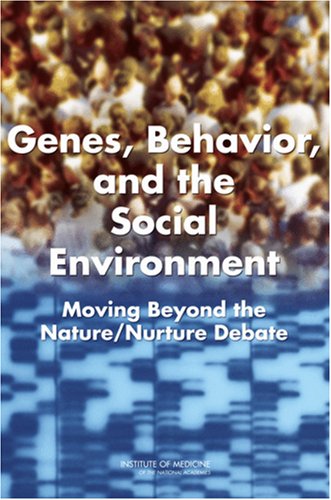 Genes, Behavior,
and the
Social
Environment
Moving Beyond the
Nature/Nurture Debate
INSTITUTE OF MEDICINE
OF THE NATIONAL ACADEMIES